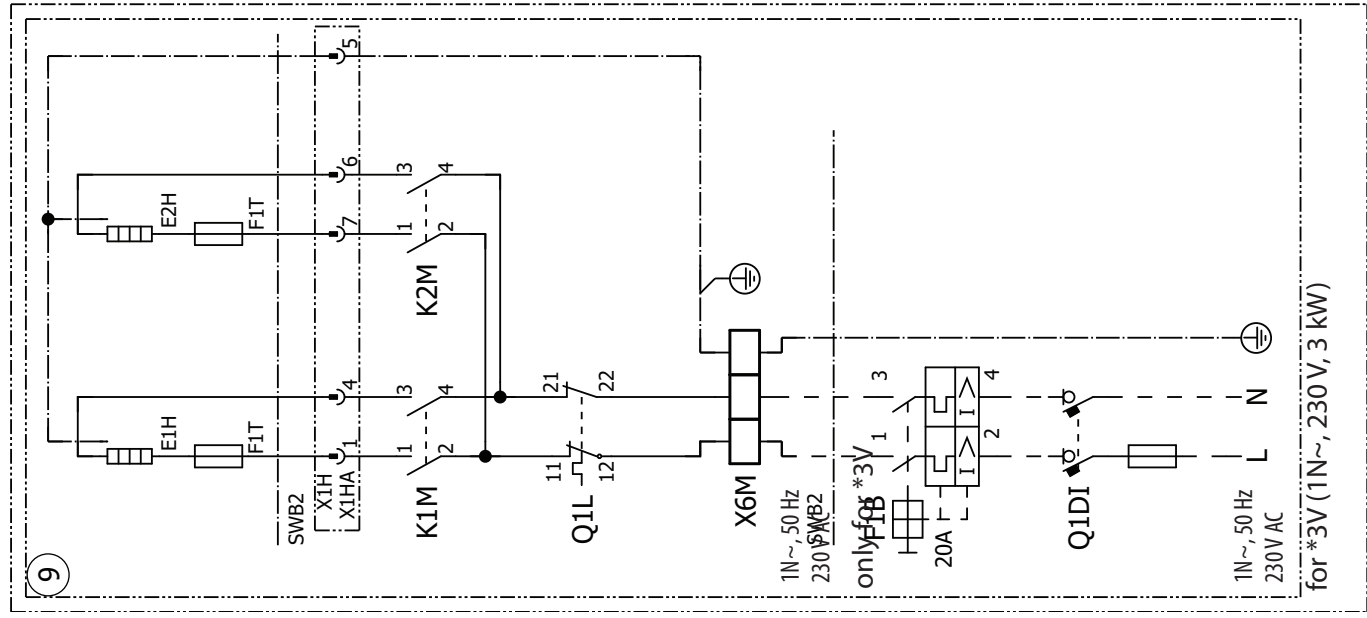 6
E1H
F1T
E2H
F1T
SWB2
X1H
X1HA
1
4
7
6
5
K1M
1
3
2
4
K2M
1
3
2
4
Q1L
11
21
12
22
X6M
1N~, 50 Hz
230 V AC
SWB2
only for *3V
F1B
20A
1
3
I>
I>
2
4
Q1DI
L
N
1N~, 50 Hz
230 V AC
for *3V (1N~, 230 V, 3 kW)